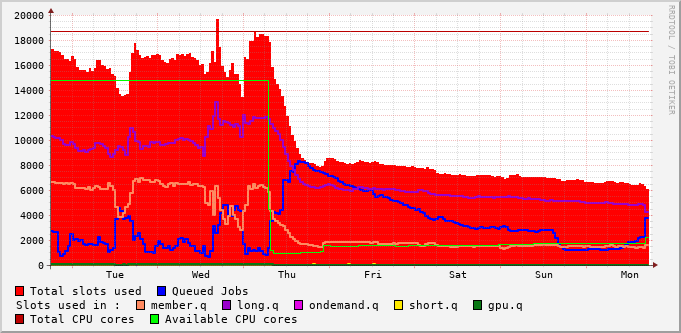 RRDTOOL / TOBI OETIKER
20000
18000
16000
14000
12000
10000
8000
6000
4000
2000
0
Tue Wed Thu Fri Sat Sun Mon
Total slots used Queued Jobs
Slots used in : member.q long.q ondemand.q short.q gpu.q
Total CPU cores Available CPU cores